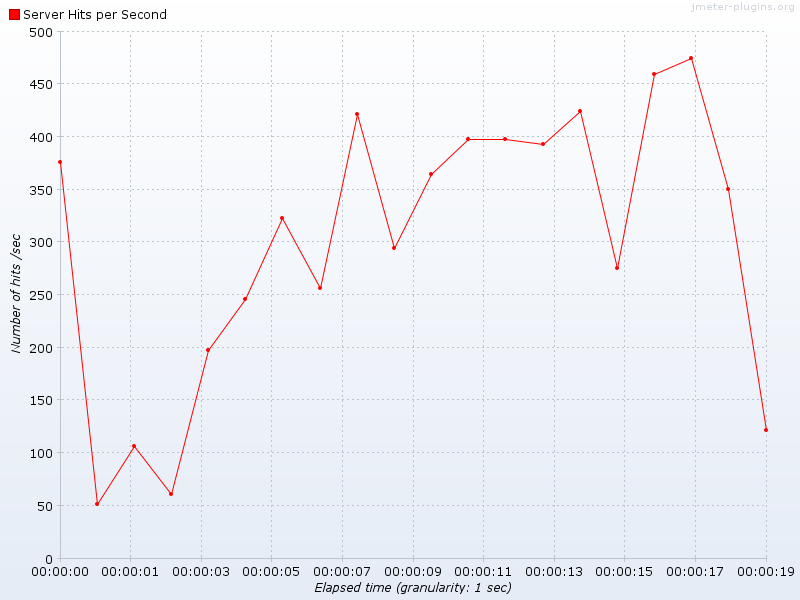 jmeter-plugins.org
Server Hits per Second
500
450
400
350
300
250
200
150
100
50
0
Number of hits /sec
00:00:00 00:00:01 00:00:03 00:00:05 00:00:07 00:00:09 00:00:11 00:00:13 00:00:15 00:00:17 00:00:19
Elapsed time (granularity: 1 sec)